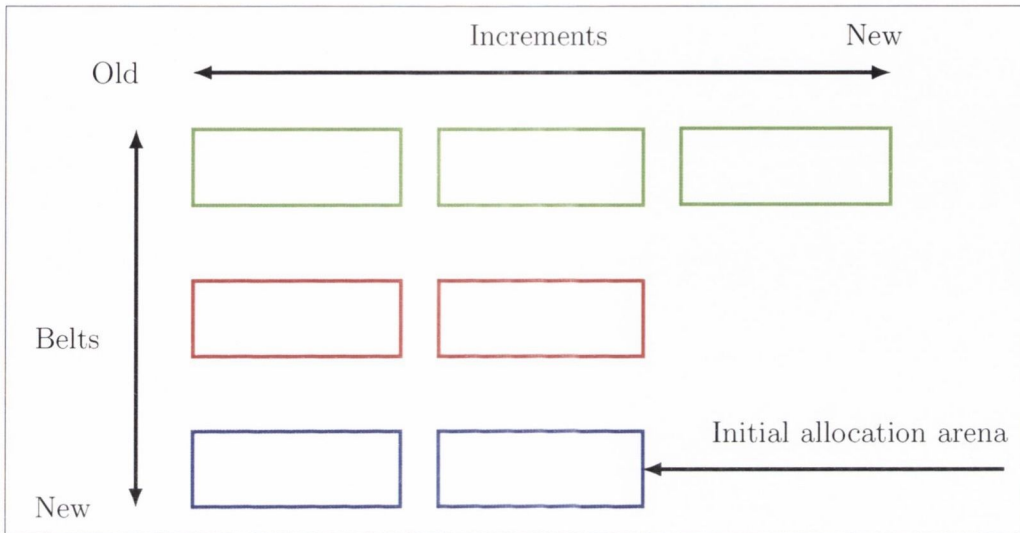 Increments
New
Old
Belts
Initial allocation arena
New